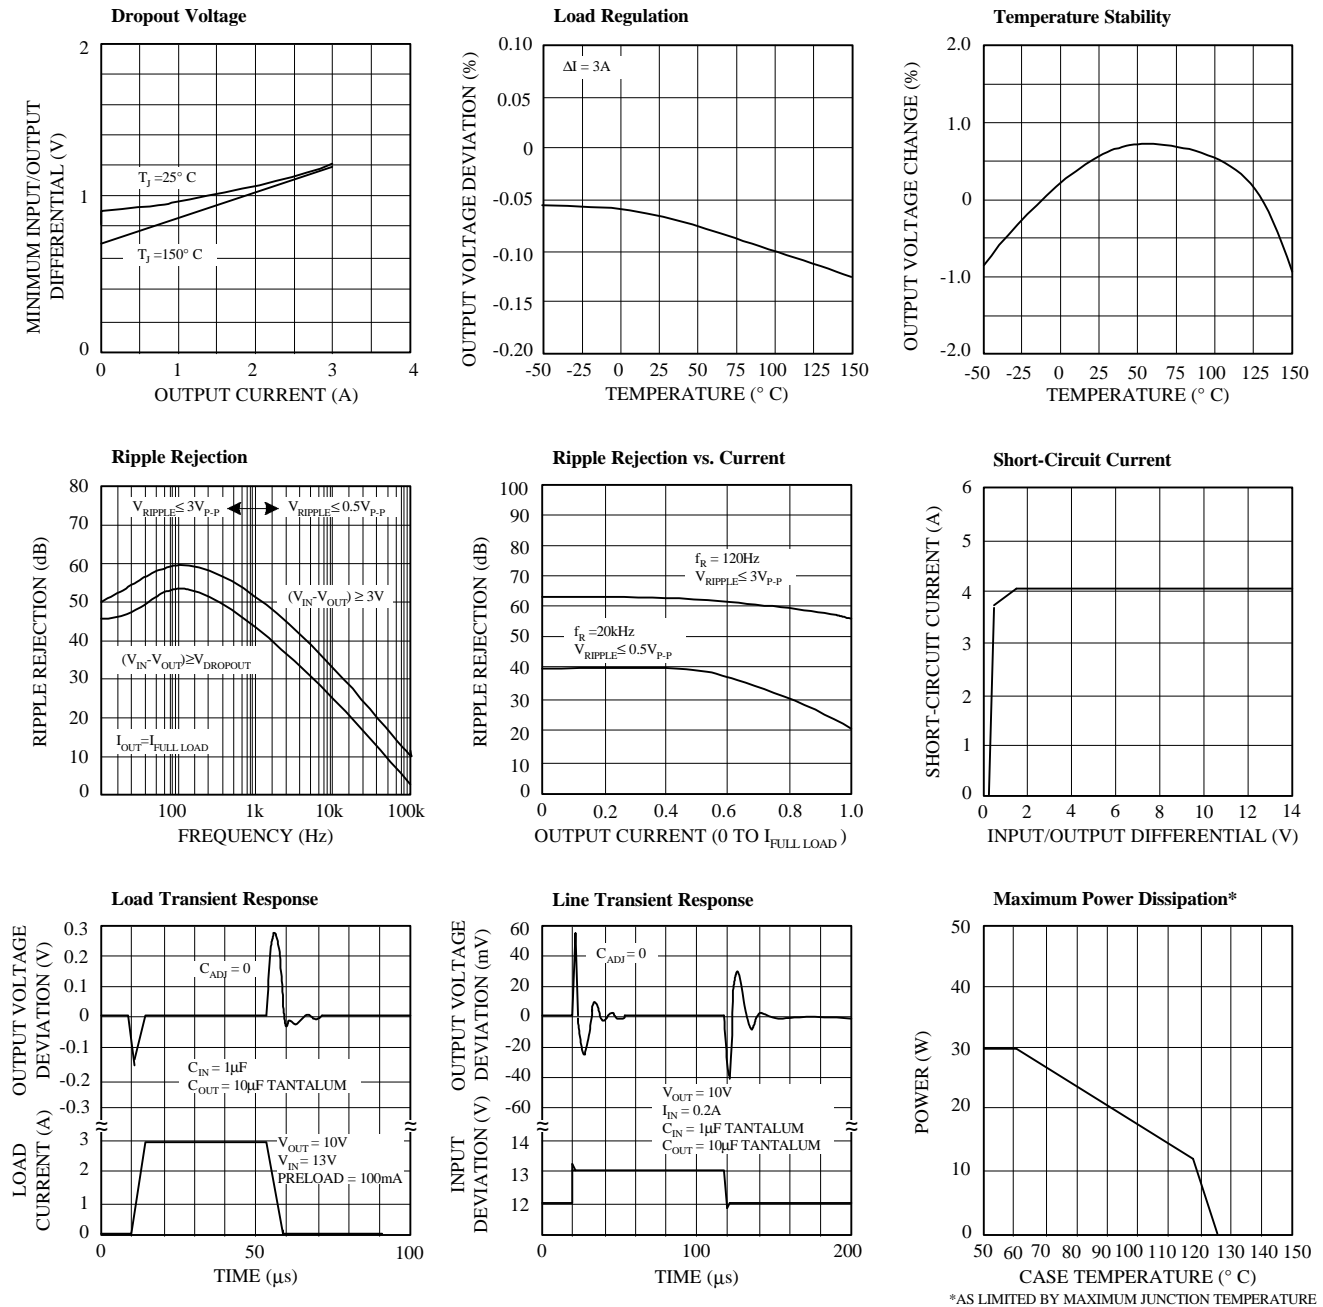 Dropout Voltage
2
1
0
0 1 2 3 4
MINIMUM INPUT/OUTPUT
DIFFERENTIAL (V)
TJ =25° C
TJ =150° C
OUTPUT CURRENT (A)
Load Regulation
0.10
0.05
0
-0.05
-0.10
-0.15
-0.20
-50 -25 0 25 50 75 100 125 150
OUTPUT VOLTAGE DEVIATION (%)
ΔI = 3A
TEMPERATURE (° C)
Temperature Stability
2.0
1.0
0
-1.0
-2.0
-50 -25 0 25 50 75 100 125 150
OUTPUT VOLTAGE CHANGE (%)
TEMPERATURE (° C)
Ripple Rejection
80
70
60
50
40
30
20
10
0
100 1k 10k 100k
RIPPLE REJECTION (dB)
VRIPPLE≤ 3VP-P
VRIPPLE≤ 0.5VP-P
(VIN-VOUT) ≥ 3V
(VIN-VOUT)≥VDROPOUT
IOUT=IFULL LOAD
FREQUENCY (Hz)
Ripple Rejection vs. Current
100
90
80
70
60
50
40
30
20
10
0
0 0.2 0.4 0.6 0.8 1.0
RIPPLE REJECTION (dB)
fR = 120Hz
VRIPPLE≤ 3VP-P
fR =20kHz
VRIPPLE≤ 0.5VP-P
OUTPUT CURRENT (0 TO IFULL LOAD )
Short-Circuit Current
6
5
4
3
2
1
0
0 2 4 6 8 10 12 14
SHORT-CIRCUIT CURRENT (A)
INPUT/OUTPUT DIFFERENTIAL (V)
Load Transient Response
0.3
0.2
0.1
0
-0.1
-0.2
-0.3
3
2
1
0
0 50 100
OUTPUT VOLTAGE
DEVIATION (V)
LOAD
CURRENT (A)
CADJ = 0
CIN = 1µF
COUT = 10µF TANTALUM
VOUT = 10V
VIN = 13V
PRELOAD = 100mA
TIME (µs)
Line Transient Response
60
40
20
0
-20
-40
-60
14
13
12
0 100 200
OUTPUT VOLTAGE
DEVIATION (mV)
INPUT
DEVIATION (V)
CADJ = 0
VOUT = 10V
IIN = 0.2A
CIN = 1µF TANTALUM
COUT = 10µF TANTALUM
TIME (µs)
Maximum Power Dissipation*
50
40
30
20
10
0
50 60 70 80 90 100 110 120 130 140 150
POWER (W)
CASE TEMPERATURE (° C)
*AS LIMITED BY MAXIMUM JUNCTION TEMPERATURE